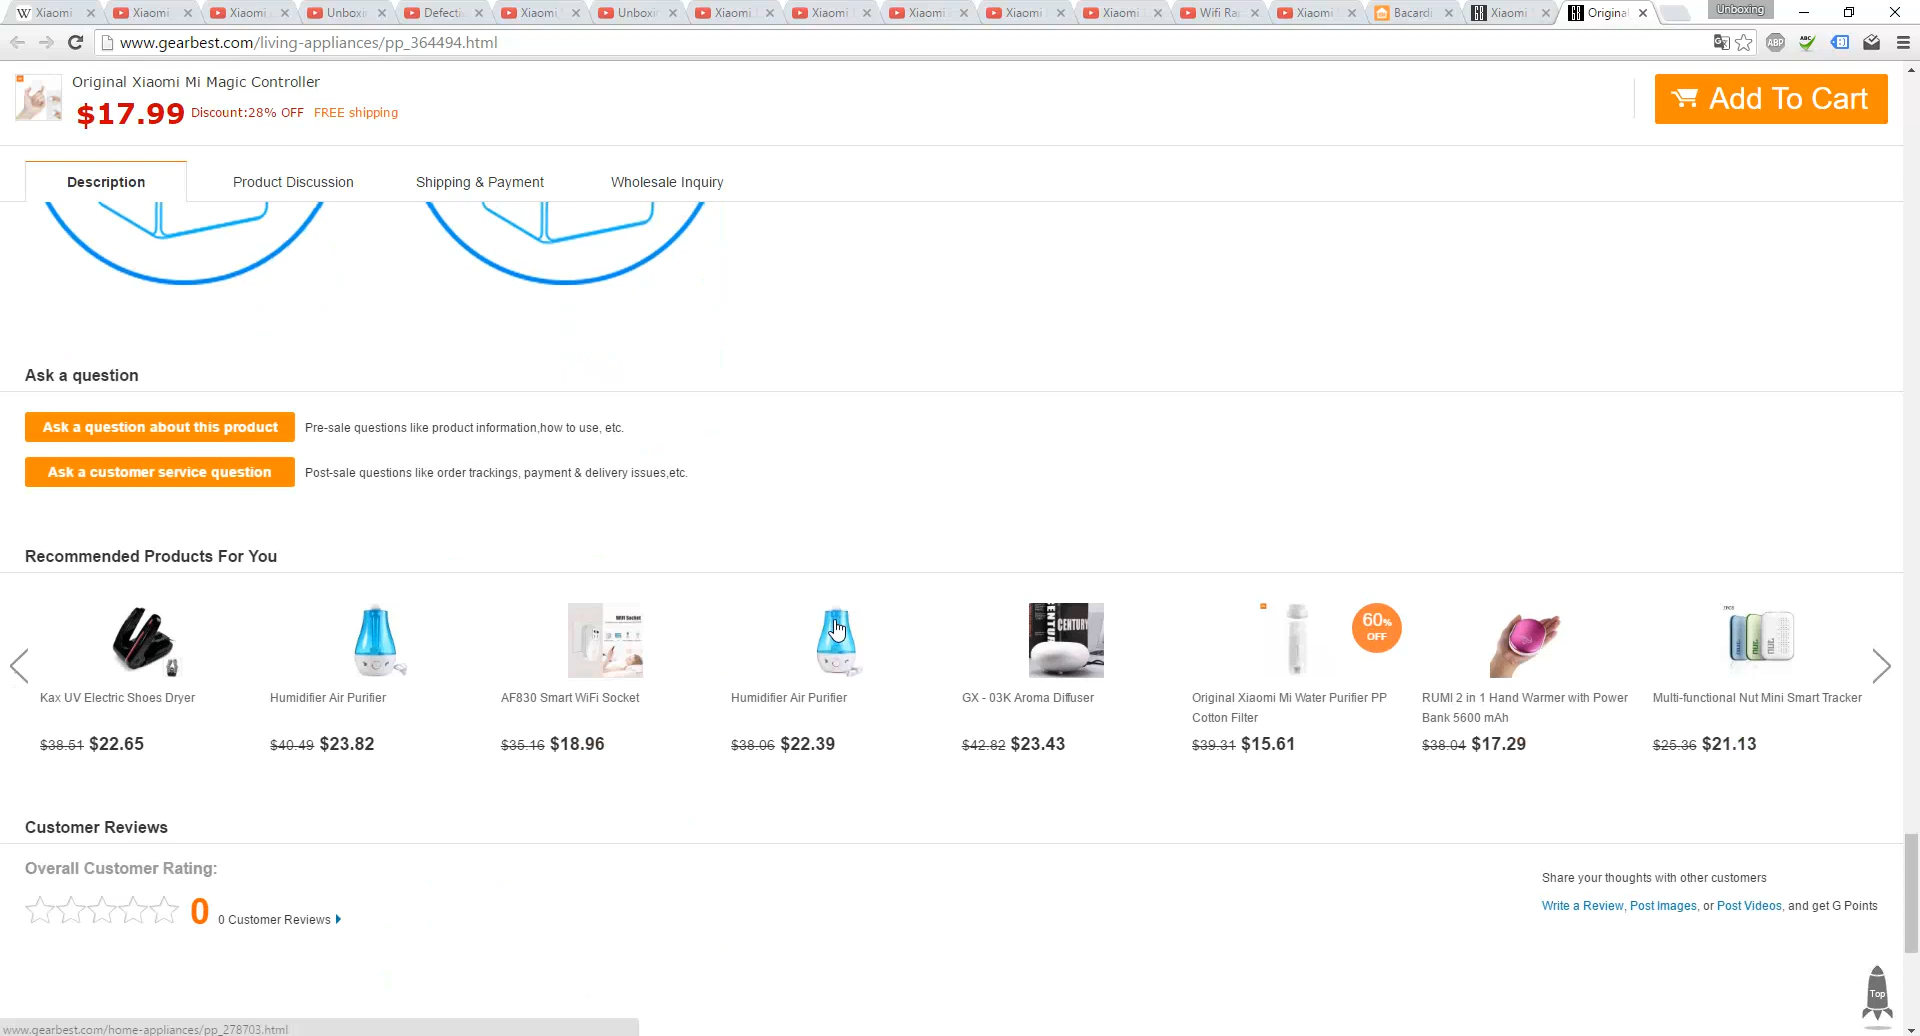 Xiaomi
Xiaomi
Xiaomi
Unboxi
Defecti
Xiaomi
Unboxi
Xiaomi
Xiaomi
Xiaomi
Xiaomi
Xiaomi
Wifi Ra
Xiaomi
Bacardi
Xiaomi
Original
Unboxing
www.gearbest.com/living-appliances/pp_364494.html
ABP
ABC
Original Xiaomi Mi Magic Controller
$17.99 Discount:28% OFF FREE shipping
Add To Cart
Description Product Discussion Shipping & Payment Wholesale Inquiry
Ask a question
Ask a question about this product Pre-sale questions like product information,how to use, etc.
Ask a customer service question Post-sale questions like order trackings, payment & delivery issues,etc.
Recommended Products For You
WiFi Socket
CENTURY
60% OFF
Kax UV Electric Shoes Dryer
$38.51 $22.65
Humidifier Air Purifier
$40.49 $23.82
AF830 Smart WiFi Socket
$35.16 $18.96
Humidifier Air Purifier
$38.06 $22.39
GX - 03K Aroma Diffuser
$42.82 $23.43
Original Xiaomi Mi Water Purifier PP
Cotton Filter
$39.31 $15.61
RUMI 2 in 1 Hand Warmer with Power
Bank 5600 mAh
$38.04 $17.29
Multi-functional Nut Mini Smart Tracker
$25.36 $21.13
Customer Reviews
Overall Customer Rating:
0 0 Customer Reviews
Share your thoughts with other customers
Write a Review, Post Images, or Post Videos, and get G Points
Top
www.gearbest.com/home-appliances/pp_278703.html